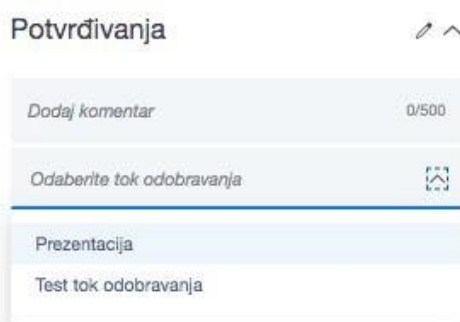 Potvrđivanja
Dodaj komentar 0/500
Odaberite tok odobravanja
Prezentacija
Test tok odobravanja